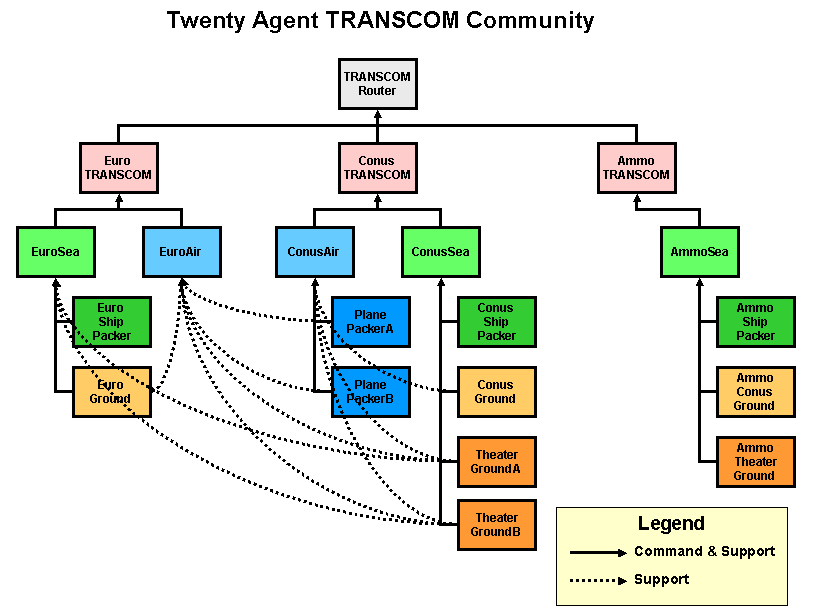 Twenty Agent TRANSCOM Community
TRANSCOM
Router
Euro
TRANSCOM
Conus
TRANSCOM
Ammo
TRANSCOM
EuroSea
EuroAir
ConusAir
ConusSea
AmmoSea
Euro
Ship
Packer
Plane
PackerA
Conus
Ship
Packer
Ammo
Ship
Packer
Euro
Ground
Plane
PackerB
Conus
Ground
Ammo
Conus
Ground
Theater
GroundA
Ammo
Theater
Ground
Theater
GroundB
Legend
Command & Support
Support